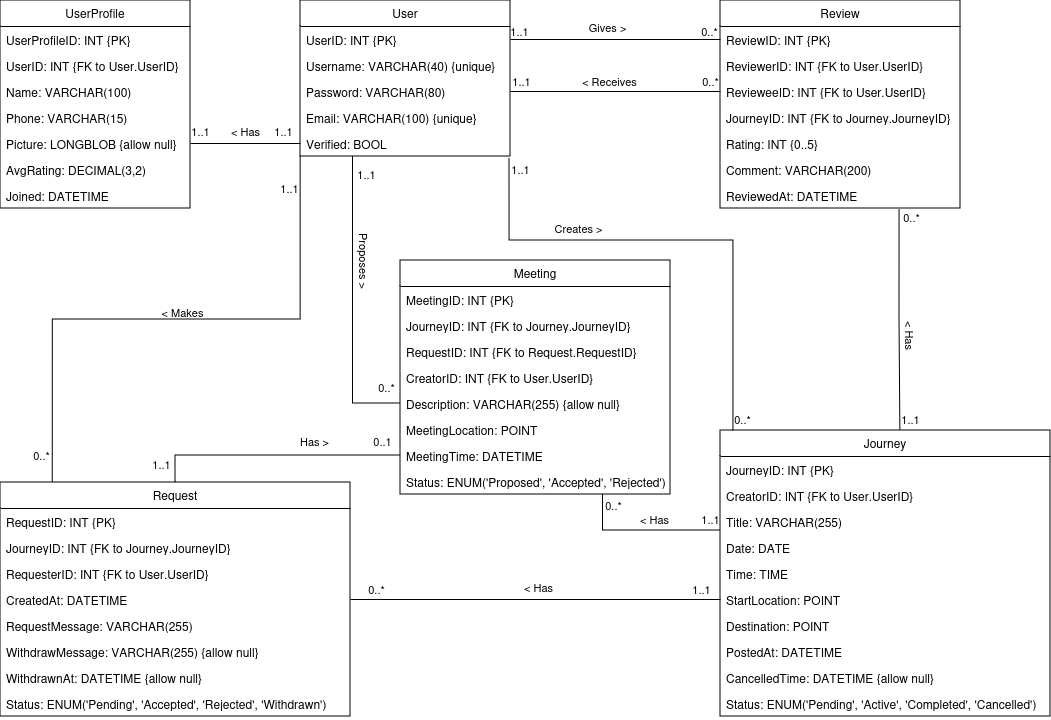 UserProfile
UserProfileID: INT {PK}
UserID: INT {FK to User.UserID}
Name: VARCHAR(100)
Phone: VARCHAR(15)
Picture: LONGBLOB {allow null}
AvgRating: DECIMAL(3,2)
Joined: DATETIME
1..1
< Has
1..1
User
UserID: INT {PK}
Username: VARCHAR(40) {unique}
Password: VARCHAR(80)
Email: VARCHAR(100) {unique}
Verified: BOOL
1..1
Gives >
0..*
1..1
< Receives
0..*
Review
ReviewID: INT {PK}
ReviewerID: INT {FK to User.UserID}
RevieweeID: INT {FK to User.UserID}
JourneyID: INT {FK to Journey.JourneyID}
Rating: INT {0..5}
Comment: VARCHAR(200)
ReviewedAt: DATETIME
1..1
< Makes
0..*
1..1
Proposes >
0..*
1..1
Creates >
0..*
0..*
< Has
1..1
Meeting
MeetingID: INT {PK}
JourneyID: INT {FK to Journey.JourneyID}
RequestID: INT {FK to Request.RequestID}
CreatorID: INT {FK to User.UserID}
Description: VARCHAR(255) {allow null}
MeetingLocation: POINT
MeetingTime: DATETIME
Status: ENUM('Proposed', 'Accepted', 'Rejected')
Has >
0..1
1..1
0..*
< Has
1..1
Request
RequestID: INT {PK}
JourneyID: INT {FK to Journey.JourneyID}
RequesterID: INT {FK to User.UserID}
CreatedAt: DATETIME
RequestMessage: VARCHAR(255)
WithdrawMessage: VARCHAR(255) {allow null}
WithdrawnAt: DATETIME {allow null}
Status: ENUM('Pending', 'Accepted', 'Rejected', 'Withdrawn')
0..*
< Has
1..1
Journey
JourneyID: INT {PK}
CreatorID: INT {FK to User.UserID}
Title: VARCHAR(255)
Date: DATE
Time: TIME
StartLocation: POINT
Destination: POINT
PostedAt: DATETIME
CancelledTime: DATETIME {allow null}
Status: ENUM('Pending', 'Active', 'Completed', 'Cancelled')